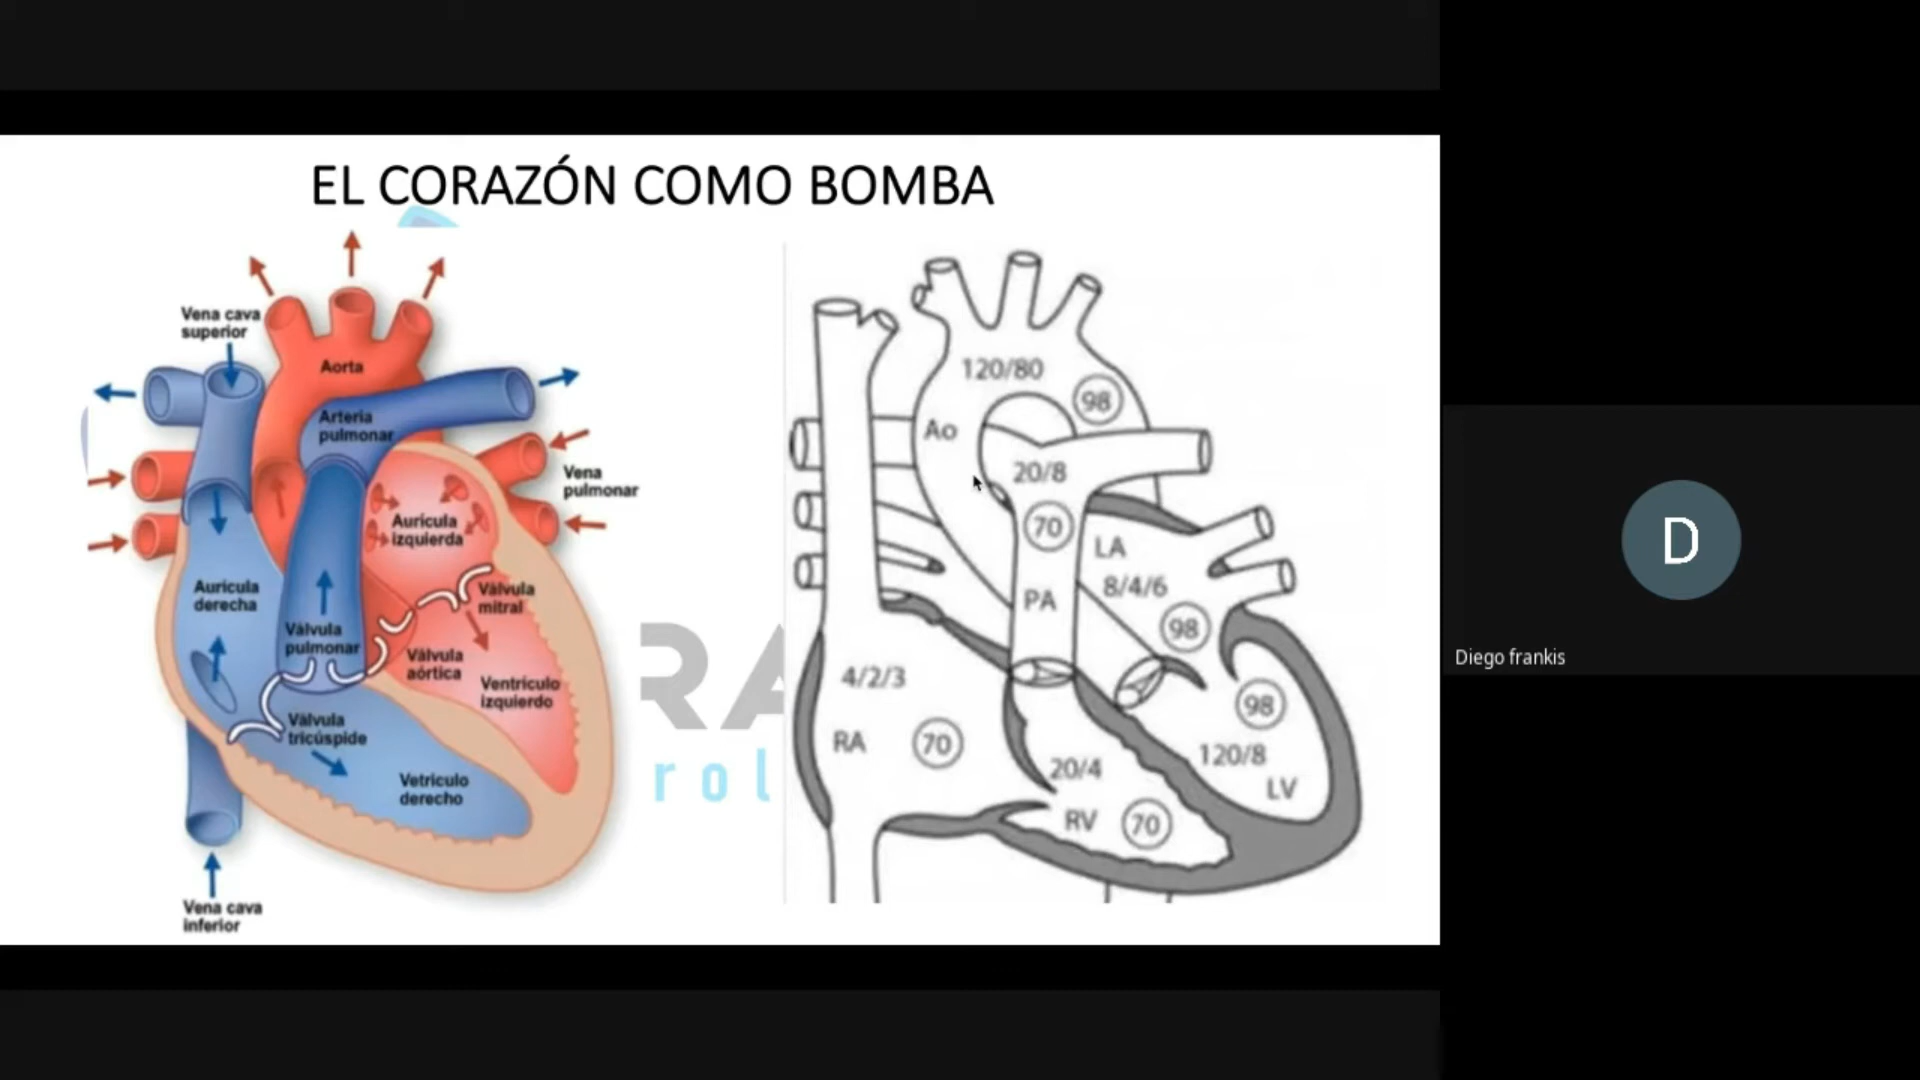 EL CORAZÓN COMO BOMBA
Vena cava
superior
Aorta
Arteria
pulmonar
Vena
pulmonar
Aurícula
izquierda
Aurícula
derecha
Válvula
mitral
Válvula
pulmonar
Válvula
aórtica
Ventrículo
izquierdo
Válvula
tricúspide
Vetrículo
derecho
Vena cava
inferior
RA
rol
120/80
98
Ao
20/8
70
LA
8/4/6
PA
98
4/2/3
98
RA
70
120/8
20/4
LV
RV
70
D
Diego frankis